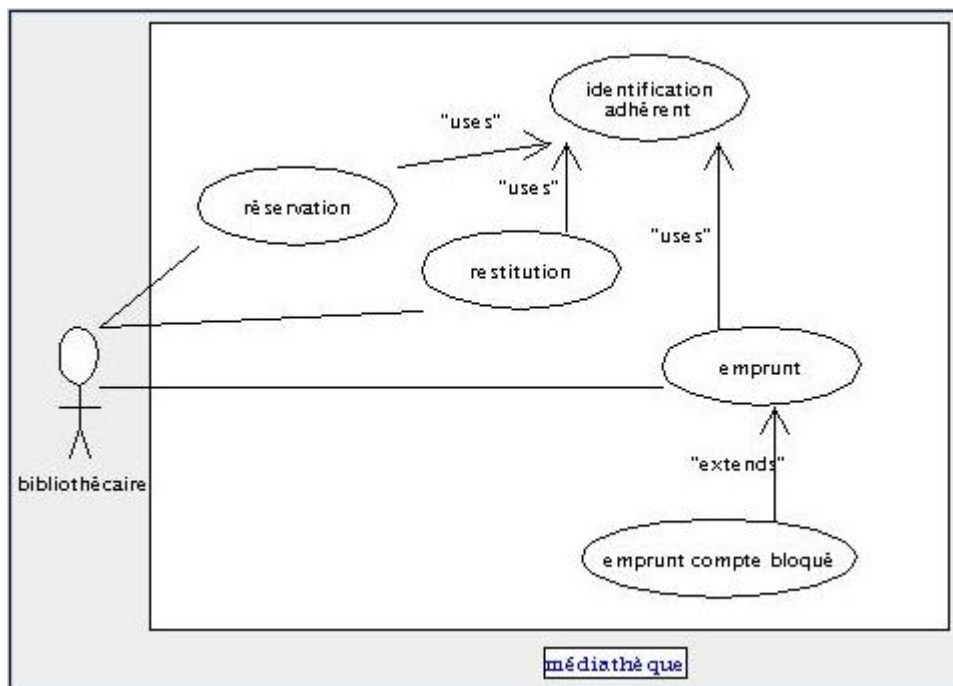 identification
adhérent
"uses"
"uses"
réservation
"uses"
restitution
emprunt
"extends"
bibliothécaire
emprunt compte bloqué
médiathèque